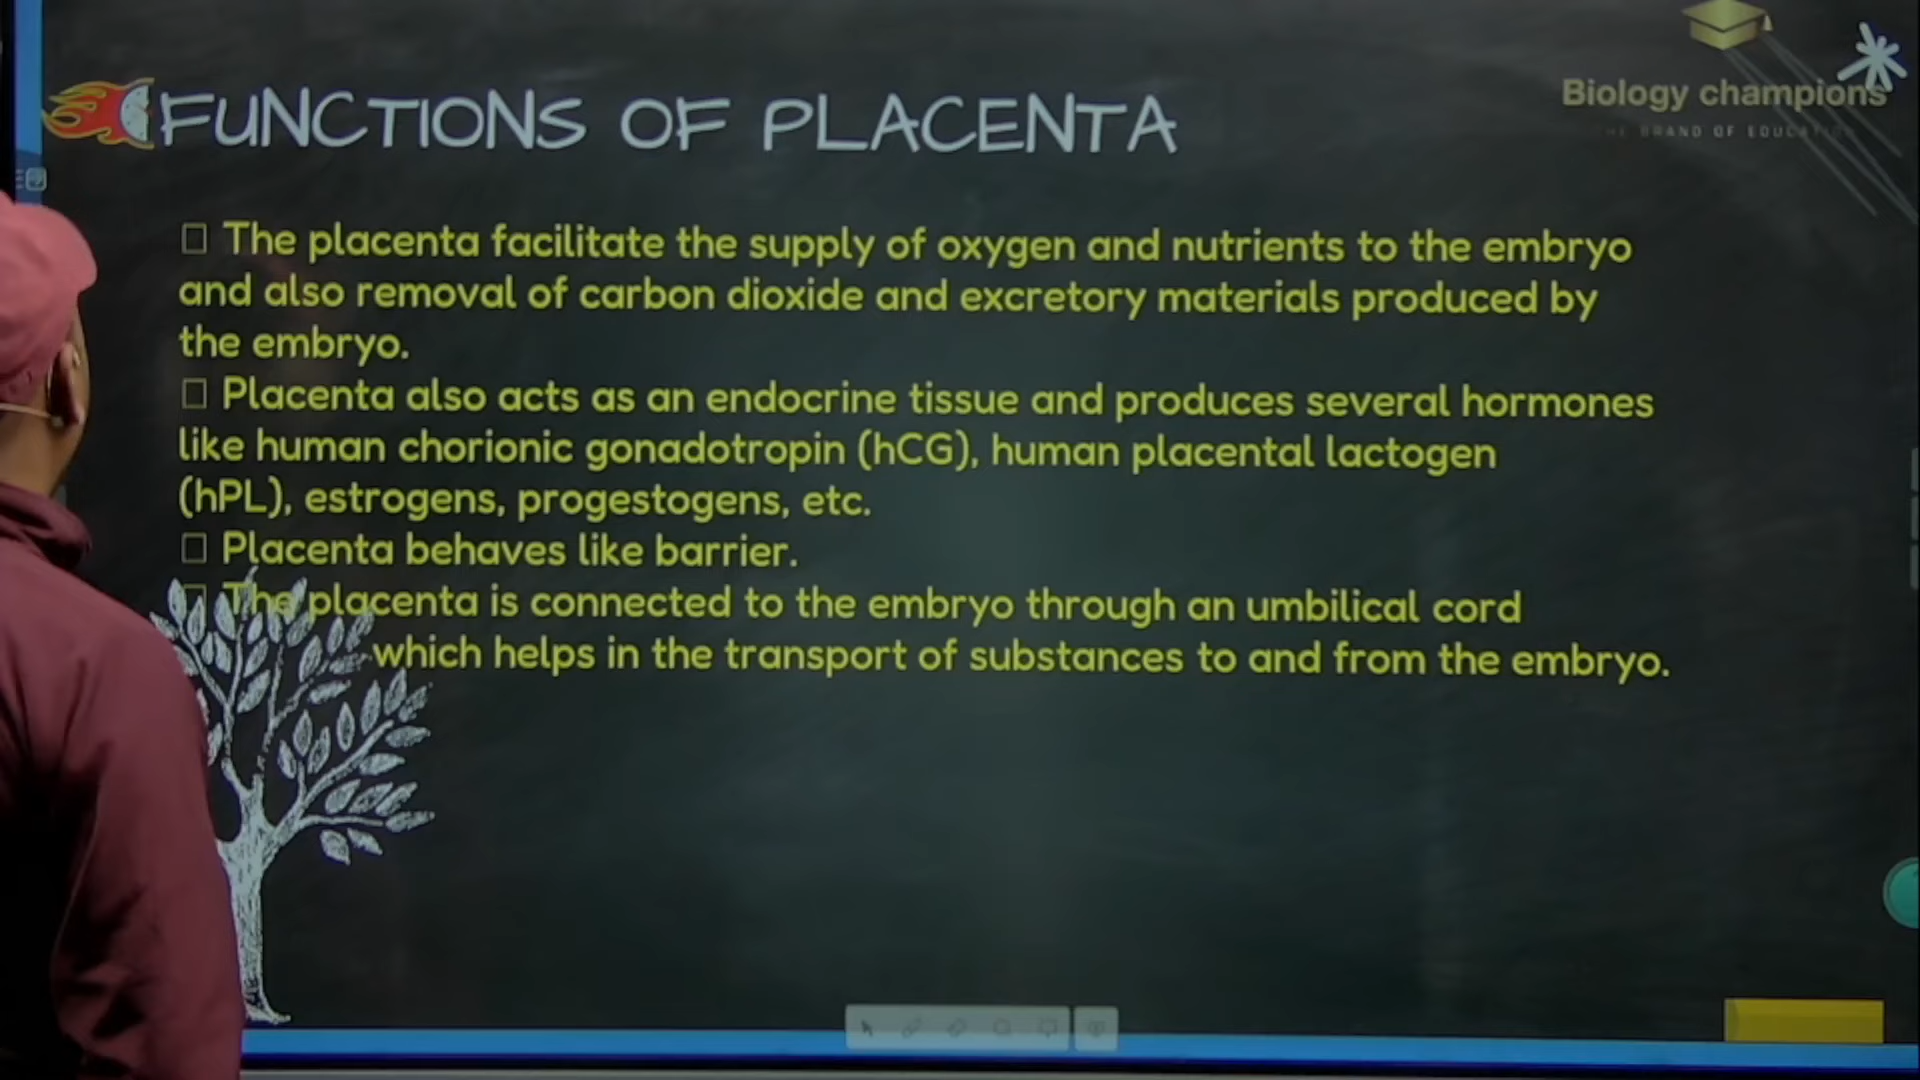 FUNCTIONS OF PLACENTA
Biology champions
THE BRAND OF EDUCATION
The placenta facilitate the supply of oxygen and nutrients to the embryo
and also removal of carbon dioxide and excretory materials produced by
the embryo.
Placenta also acts as an endocrine tissue and produces several hormones
like human chorionic gonadotropin (hCG), human placental lactogen
(hPL), estrogens, progestogens, etc.
Placenta behaves like barrier.
The placenta is connected to the embryo through an umbilical cord
which helps in the transport of substances to and from the embryo.